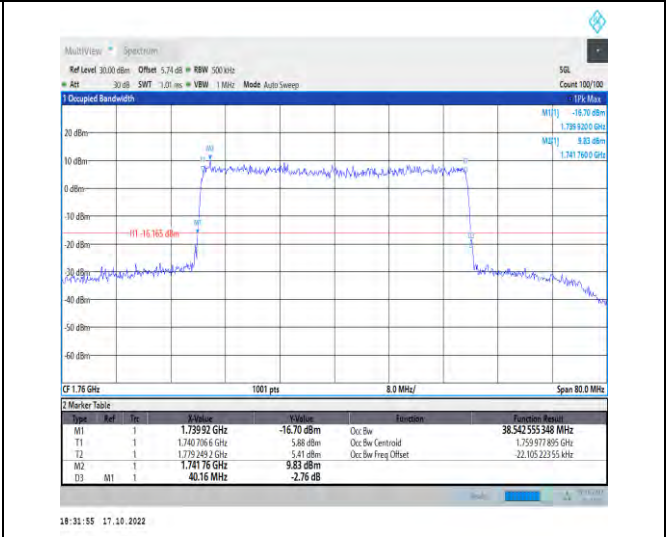 MultiView Spectrum
Ref Level 30.00 dBm Offset 5.74 dB RBW 500 kHz SGL
Att 30 dB SWT 1.01 ms VBW 1 MHz Mode Auto Sweep Count 100/100
1 Occupied Bandwidth 1Pk Max
M1[1] -16.70 dBm
1.739 920 0 GHz
M2[1] 9.83 dBm
1.741 760 0 GHz
20 dBm
M2
T1
10 dBm
0 dBm
-10 dBm
M1
H1 -16.165 dBm
-20 dBm
-30 dBm
-40 dBm
-50 dBm
-60 dBm
CF 1.76 GHz 1001 pts 8.0 MHz/ Span 80.0 MHz
2 Marker Table
Type Ref Trc X-Value Y-Value Function Function Result
M1 1 1.739 92 GHz -16.70 dBm Occ Bw 38.542 555 348 MHz
T1 1 1.740 706 6 GHz 5.88 dBm Occ Bw Centroid 1.759 977 895 GHz
T2 1 1.779 249 2 GHz 5.41 dBm Occ Bw Freq Offset -22.105 223 55 kHz
M2 1 1.741 76 GHz 9.83 dBm
D3 M1 1 40.16 MHz -2.76 dB
18:31:55 17.10.2022